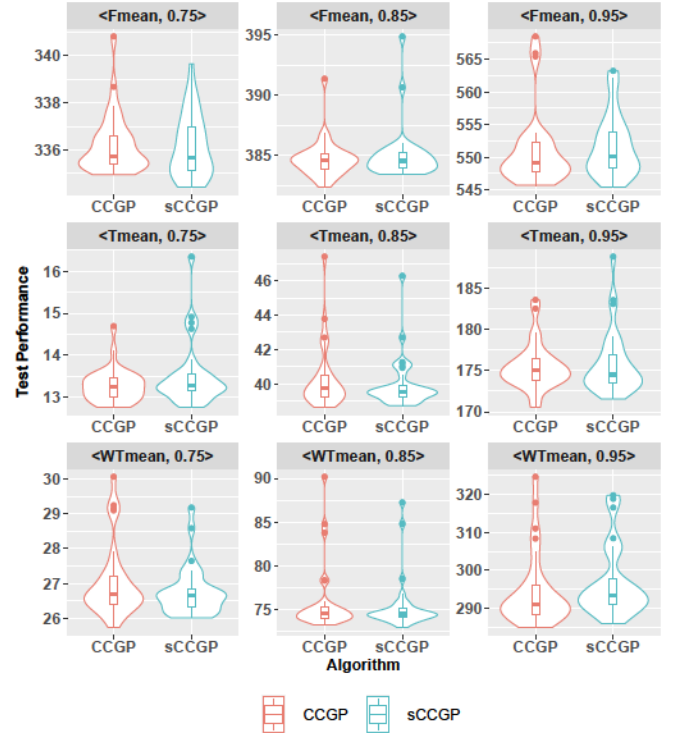 <Fmean, 0.75>
<Fmean, 0.85>
<Fmean, 0.95>
340
338
336
395
390
385
565
560
555
550
545
CCGP
sCCGP
CCGP
sCCGP
CCGP
sCCGP
<Tmean, 0.75>
<Tmean, 0.85>
<Tmean, 0.95>
16
15
14
13
46
44
42
40
185
180
175
170
CCGP
sCCGP
CCGP
sCCGP
CCGP
sCCGP
<WTmean, 0.75>
<WTmean, 0.85>
<WTmean, 0.95>
30
29
28
27
26
90
85
80
75
320
310
300
290
CCGP
sCCGP
CCGP
sCCGP
CCGP
sCCGP
Test Performance
Algorithm
CCGP
sCCGP